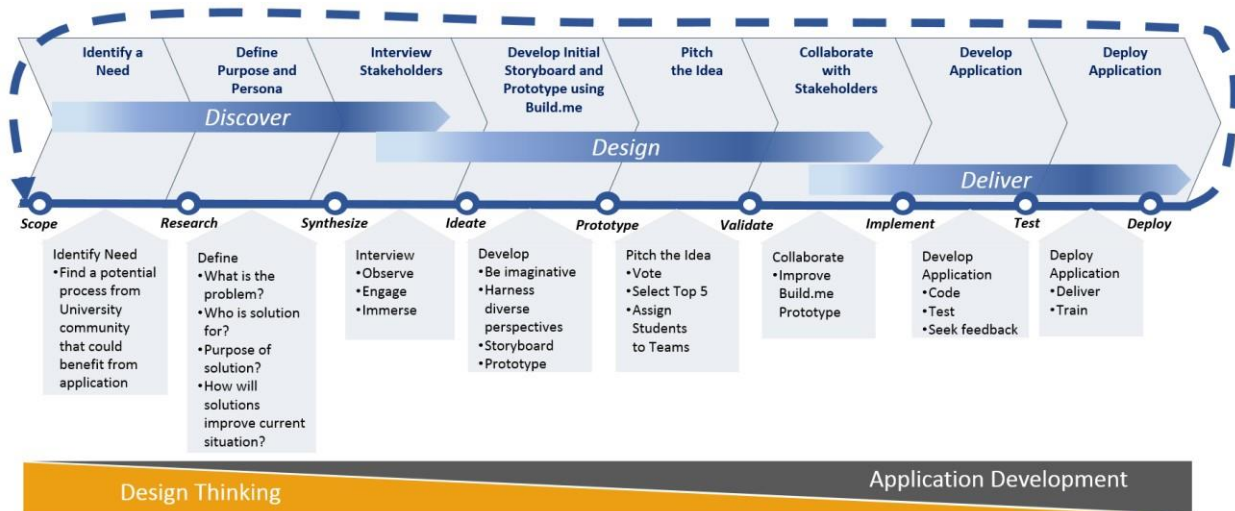 Identify a
Need
Define
Purpose and
Persona
Interview
Stakeholders
Develop Initial
Storyboard and
Prototype using
Build.me
Pitch
the Idea
Collaborate
with
Stakeholders
Develop
Application
Deploy
Application
Discover
Design
Deliver
Scope
Research
Synthesize
Ideate
Prototype
Validate
Implement
Test
Deploy
Identify Need
•Find a potential
process from
University
community
that could
benefit from
application
Define
•What is the
problem?
•Who is solution
for?
•Purpose of
solution?
•How will
solutions
improve current
situation?
Interview
•Observe
•Engage
•Immerse
Develop
•Be imaginative
•Harness
diverse
perspectives
•Storyboard
•Prototype
Pitch the Idea
•Vote
•Select Top 5
•Assign
Students
to Teams
Collaborate
•Improve
Build.me
Prototype
Develop
Application
•Code
•Test
•Seek feedback
Deploy
Application
•Deliver
•Train
Design Thinking
Application Development